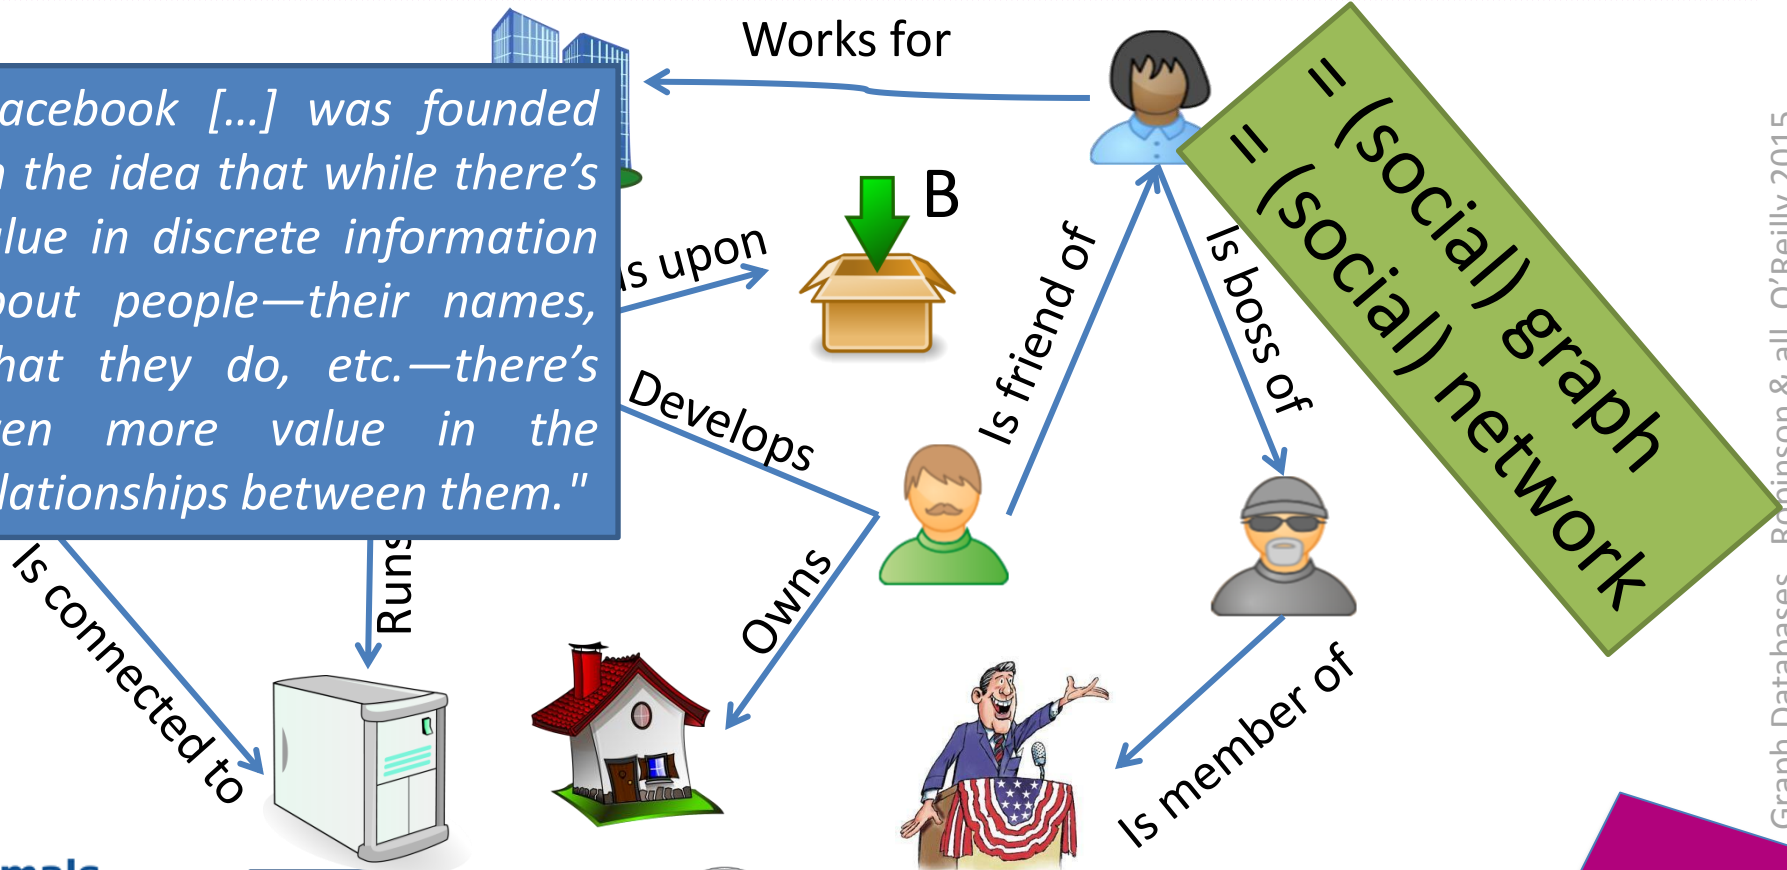 Works for
acebook [...] was founded
the idea that while there's
lue in discrete information
out people—their names,
hat they do, etc.—there's
en more value in the
lationships between them."
B
upon
Develops
Is friend of
Is boss of
= (social) graph
= (social) network
Is connected to
Runs
Owns
Is member of
Graph Databases Robinson & all O'Reilly 2015
mals